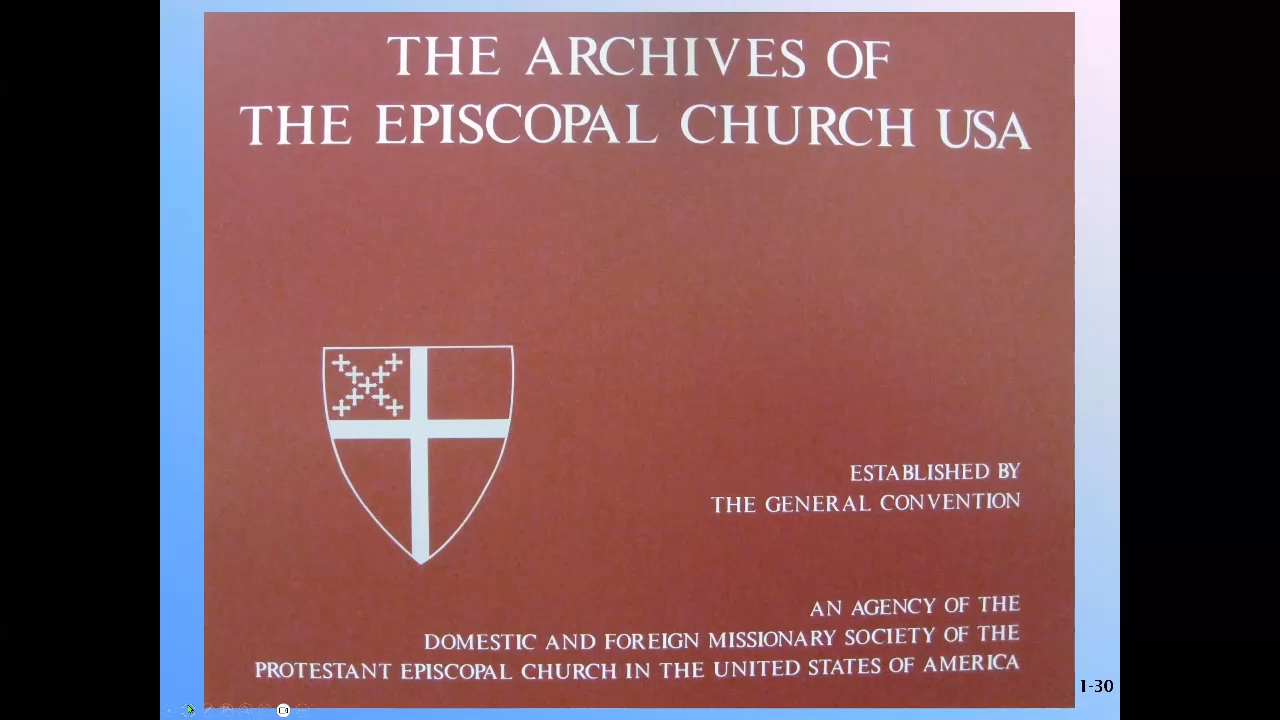 THE ARCHIVES OF
THE EPISCOPAL CHURCH USA
ESTABLISHED BY
THE GENERAL CONVENTION
AN AGENCY OF THE
DOMESTIC AND FOREIGN MISSIONARY SOCIETY OF THE
PROTESTANT EPISCOPAL CHURCH IN THE UNITED STATES OF AMERICA
1-30